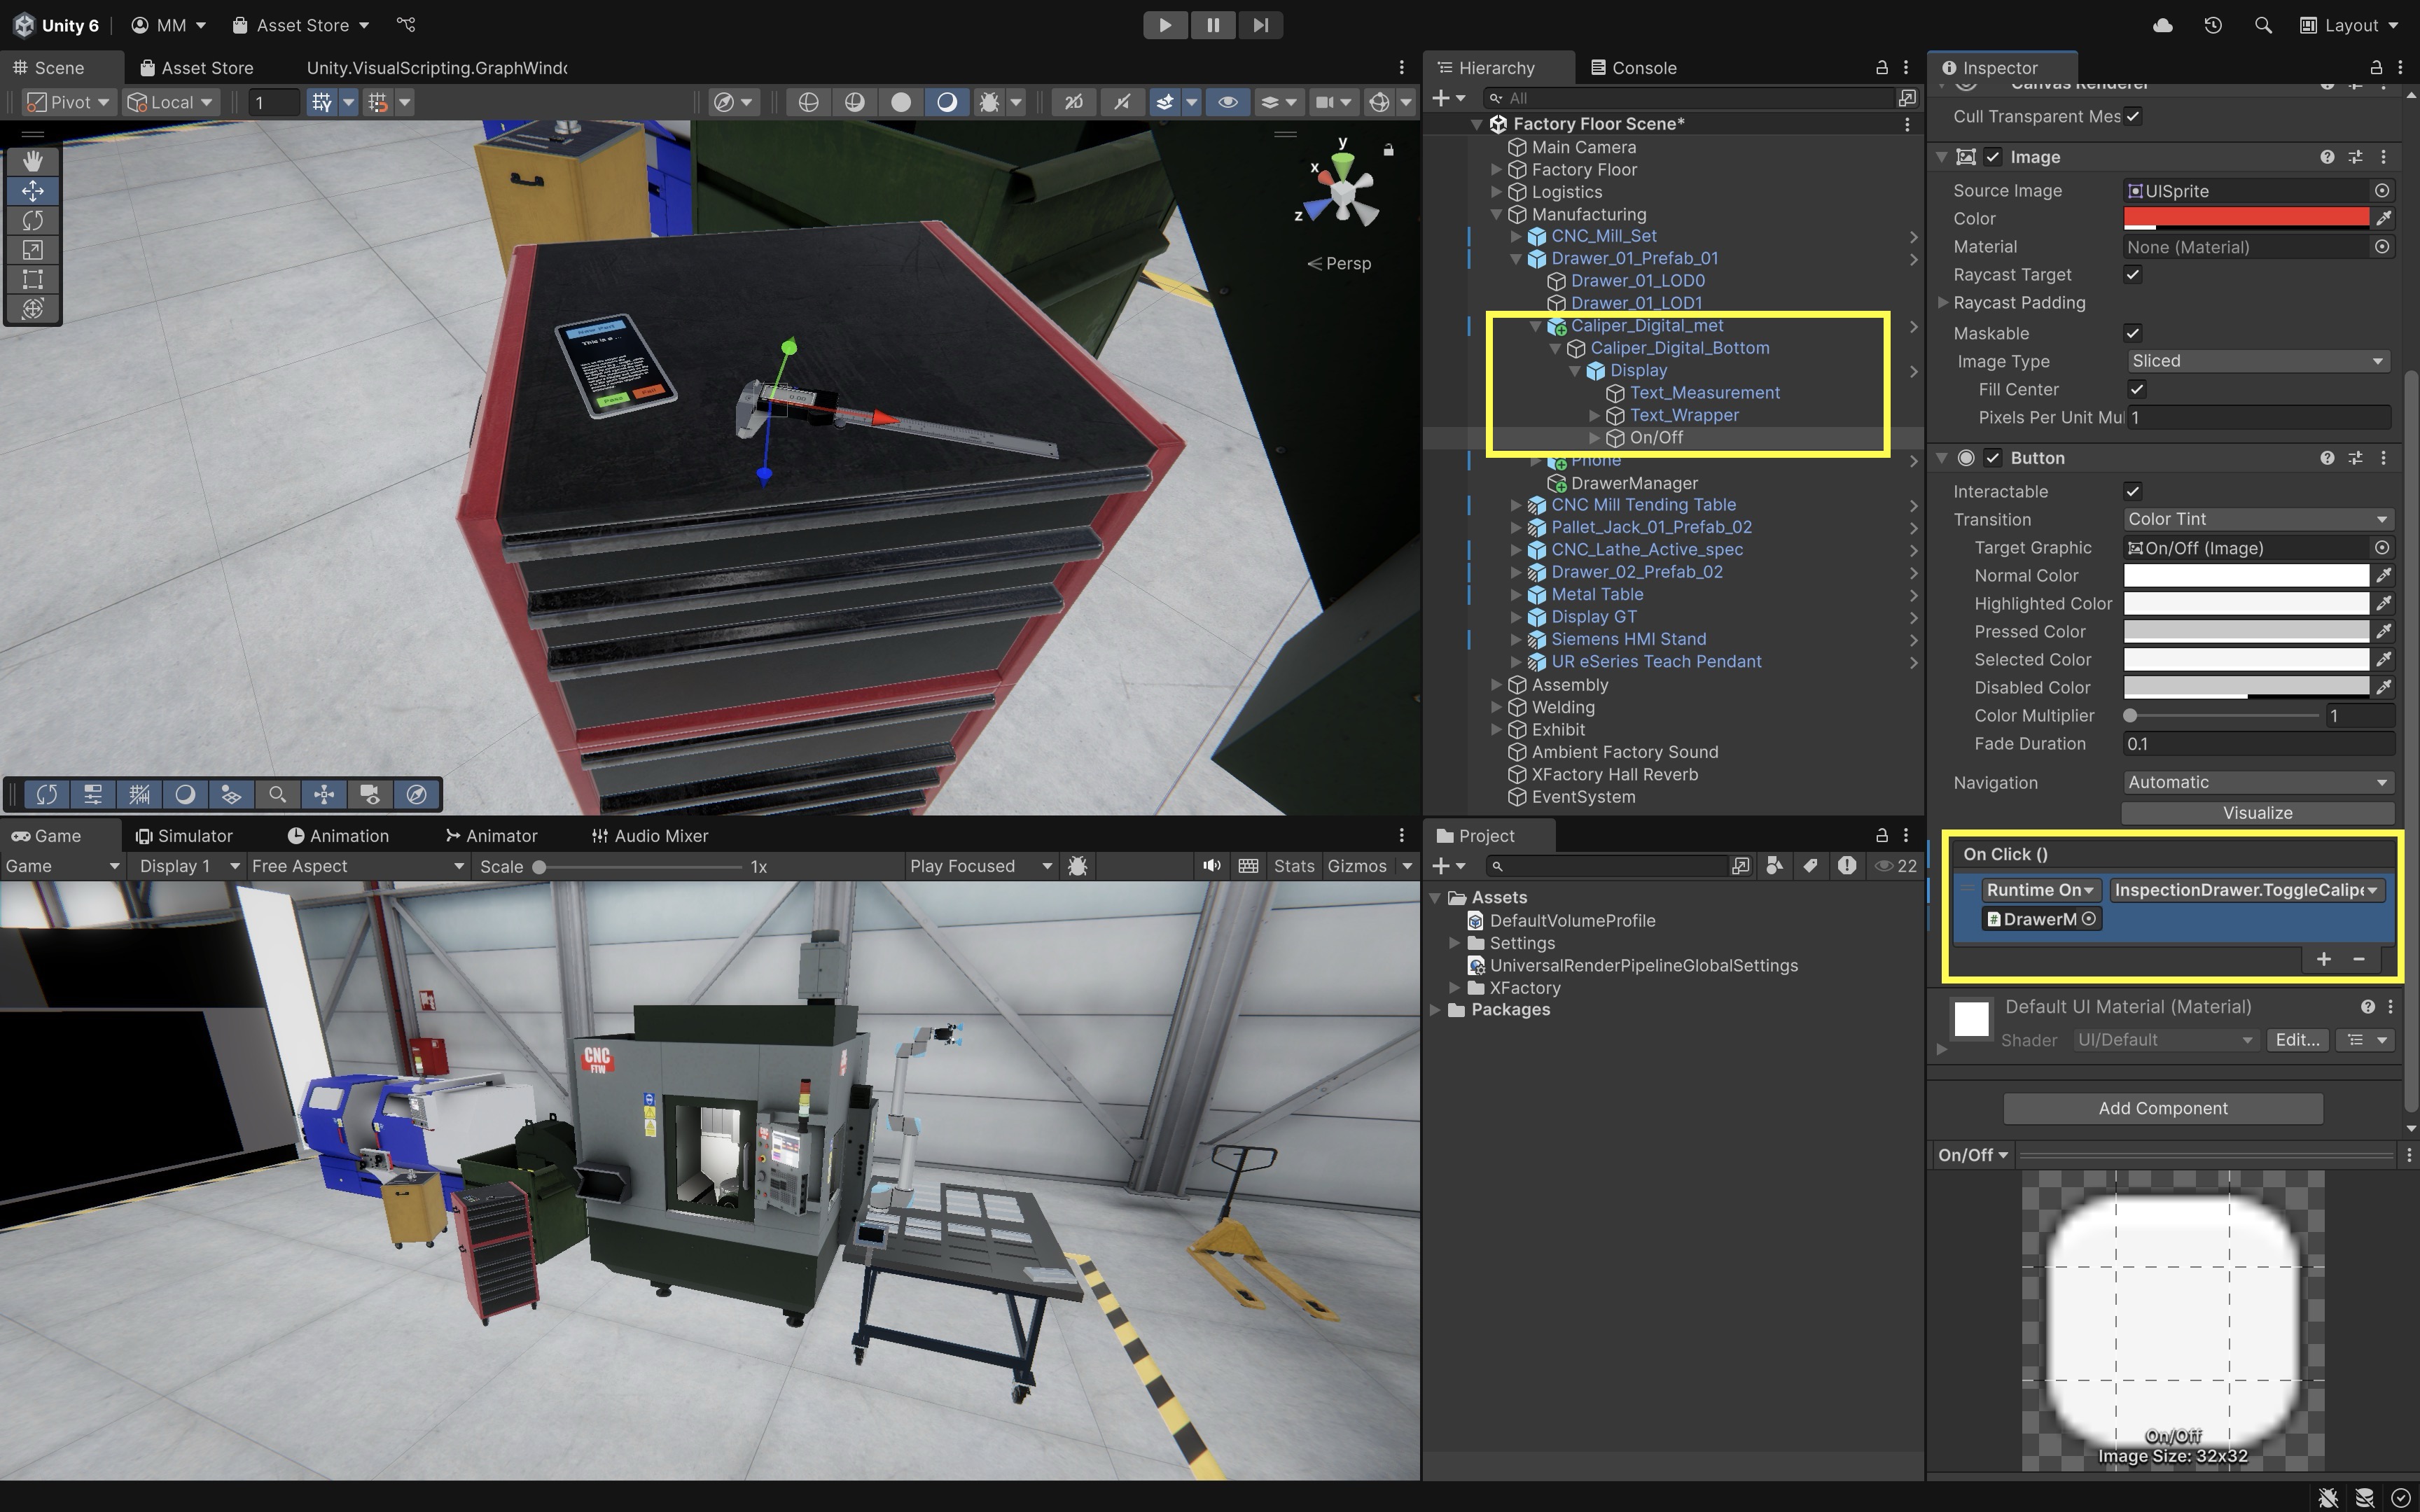 Unity 6
MM
Asset Store
Layout
Scene
Asset Store
Unity.VisualScripting.GraphWindo
Pivot
Local
1
2D
y
x
z
Persp
0.00
Pass
Fail
Hierarchy
Console
All
Factory Floor Scene*
Main Camera
Factory Floor
Logistics
Manufacturing
CNC_Mill_Set
Drawer_01_Prefab_01
Drawer_01_LOD0
Drawer_01_LOD1
Caliper_Digital_met
Caliper_Digital_Bottom
Display
Text_Measurement
Text_Wrapper
On/Off
Phone
DrawerManager
CNC Mill Tending Table
Pallet_Jack_01_Prefab_02
CNC_Lathe_Active_spec
Drawer_02_Prefab_02
Metal Table
Display GT
Siemens HMI Stand
UR eSeries Teach Pendant
Assembly
Welding
Exhibit
Ambient Factory Sound
XFactory Hall Reverb
EventSystem
Inspector
Canvas Renderer
Cull Transparent Mes
Image
Source Image UISprite
Color
Material None (Material)
Raycast Target
Raycast Padding
Maskable
Image Type Sliced
Fill Center
Pixels Per Unit Mul 1
Button
Interactable
Transition Color Tint
Target Graphic On/Off (Image)
Normal Color
Highlighted Color
Pressed Color
Selected Color
Disabled Color
Color Multiplier 1
Fade Duration 0.1
Navigation Automatic
Visualize
On Click ()
Runtime On InspectionDrawer.ToggleCalipe
DrawerM
+ −
Default UI Material (Material)
Shader UI/Default Edit...
Add Component
On/Off
On/Off
Image Size: 32x32
Game
Simulator
Animation
Animator
Audio Mixer
Game
Display 1
Free Aspect
Scale
1x
Play Focused
Stats
Gizmos
CNC
FTW
Project
22
Assets
DefaultVolumeProfile
Settings
UniversalRenderPipelineGlobalSettings
XFactory
Packages